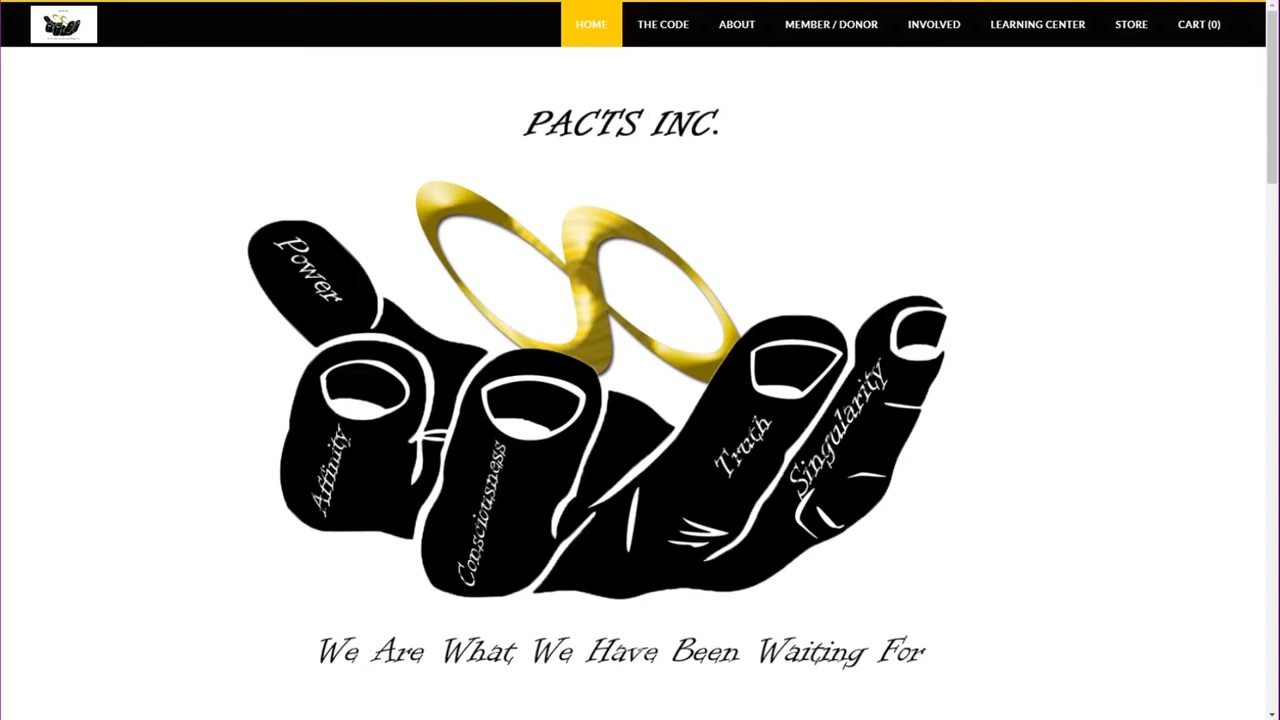 HOME THE CODE ABOUT MEMBER / DONOR INVOLVED LEARNING CENTER STORE CART (0)
PACTS INC.
Power
Affinity
Consciousness
Truth
Singularity
We Are What We Have Been Waiting For